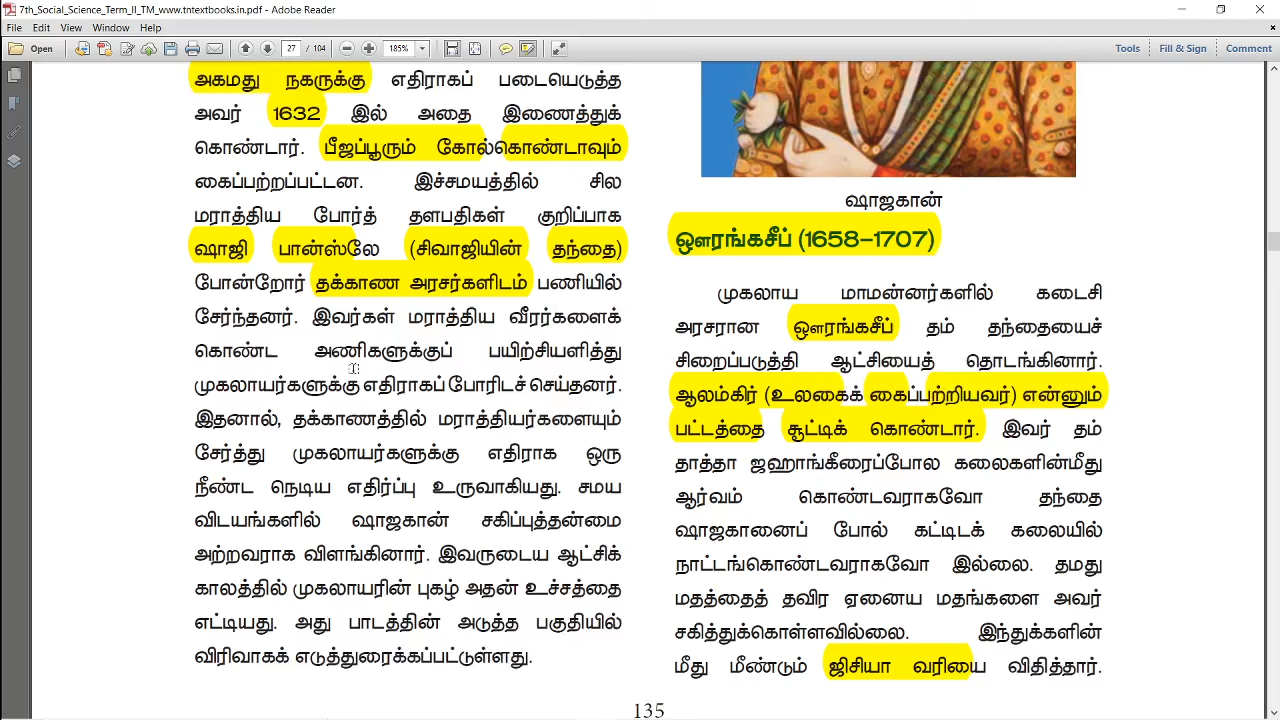 7th_Social_Science_Term_II_TM_www.tntextbooks.in.pdf - Adobe Reader
File Edit View Window Help
Open 27 / 104 185% Tools Fill & Sign Comment
அகமது நகருக்கு எதிராகப் படையெடுத்த
அவர் 1632 இல் அதை இணைத்துக்
கொண்டார். பீஜப்பூரும் கோல்கொண்டாவும்
கைப்பற்றப்பட்டன. இச்சமயத்தில் சில
மராத்திய போர்த் தளபதிகள் குறிப்பாக
ஷாஜி பான்ஸ்லே (சிவாஜியின் தந்தை)
போன்றோர் தக்காண அரசர்களிடம் பணியில்
சேர்ந்தனர். இவர்கள் மராத்திய வீரர்களைக்
கொண்ட அணிகளுக்குப் பயிற்சியளித்து
முகலாயர்களுக்கு எதிராகப் போரிடச் செய்தனர்.
இதனால், தக்காணத்தில் மராத்தியர்களையும்
சேர்த்து முகலாயர்களுக்கு எதிராக ஒரு
நீண்ட நெடிய எதிர்ப்பு உருவாகியது. சமய
விடயங்களில் ஷாஜகான் சகிப்புத்தன்மை
அற்றவராக விளங்கினார். இவருடைய ஆட்சிக்
காலத்தில் முகலாயரின் புகழ் அதன் உச்சத்தை
எட்டியது. அது பாடத்தின் அடுத்த பகுதியில்
விரிவாகக் எடுத்துரைக்கப்பட்டுள்ளது.
ஷாஜகான்
ஔரங்கசீப் (1658–1707)
முகலாய மாமன்னர்களில் கடைசி
அரசரான ஔரங்கசீப் தம் தந்தையைச்
சிறைப்படுத்தி ஆட்சியைத் தொடங்கினார்.
ஆலம்கிர் (உலகைக் கைப்பற்றியவர்) என்னும்
பட்டத்தை சூட்டிக் கொண்டார். இவர் தம்
தாத்தா ஜஹாங்கீரைப்போல கலைகளின்மீது
ஆர்வம் கொண்டவராகவோ தந்தை
ஷாஜகானைப் போல் கட்டிடக் கலையில்
நாட்டங்கொண்டவராகவோ இல்லை. தமது
மதத்தைத் தவிர ஏனைய மதங்களை அவர்
சகித்துக்கொள்ளவில்லை. இந்துக்களின்
மீது மீண்டும் ஜிசியா வரியை விதித்தார்.
135